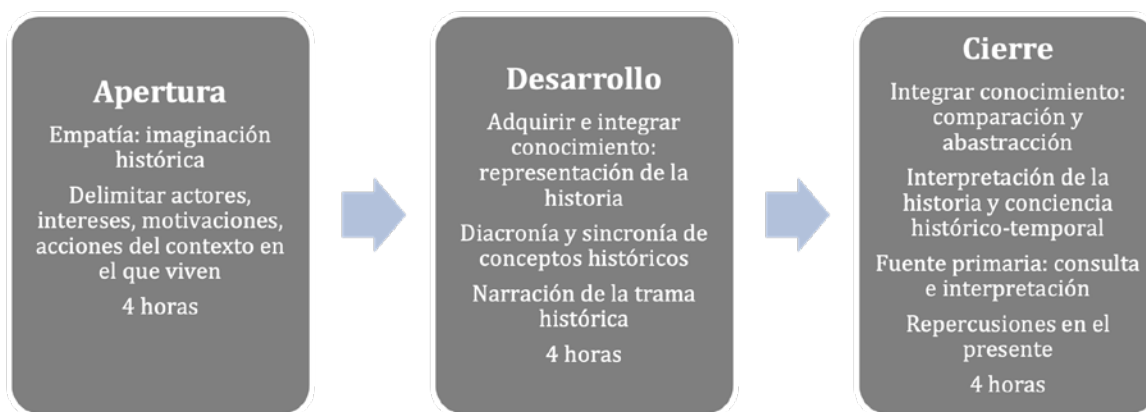 Apertura
Empatía: imaginación
histórica
Delimitar actores,
intereses, motivaciones,
acciones del contexto en
el que viven
4 horas
Desarrollo
Adquirir e integrar
conocimiento:
representación de la
historia
Diacronía y sincronía de
conceptos históricos
Narración de la trama
histórica
4 horas
Cierre
Integrar conocimiento:
comparación y
abastracción
Interpretación de la
historia y conciencia
histórico-temporal
Fuente primaria: consulta
e interpretación
Repercusiones en el
presente
4 horas